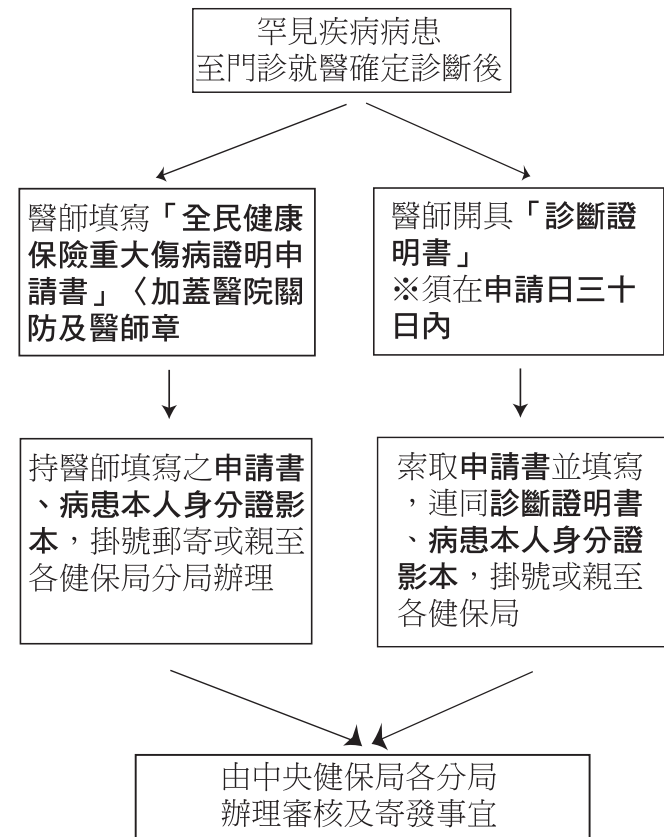 罕見疾病病患
至門診就醫確定診斷後
醫師填寫「全民健康
保險重大傷病證明申
請書」〈加蓋醫院關
防及醫師章
醫師開具「診斷證
明書」
※須在申請日三十
日內
持醫師填寫之申請書
、病患本人身分證影
本，掛號郵寄或親至
各健保局分局辦理
索取申請書並填寫
，連同診斷證明書
、病患本人身分證
影本，掛號或親至
各健保局
由中央健保局各分局
辦理審核及寄發事宜